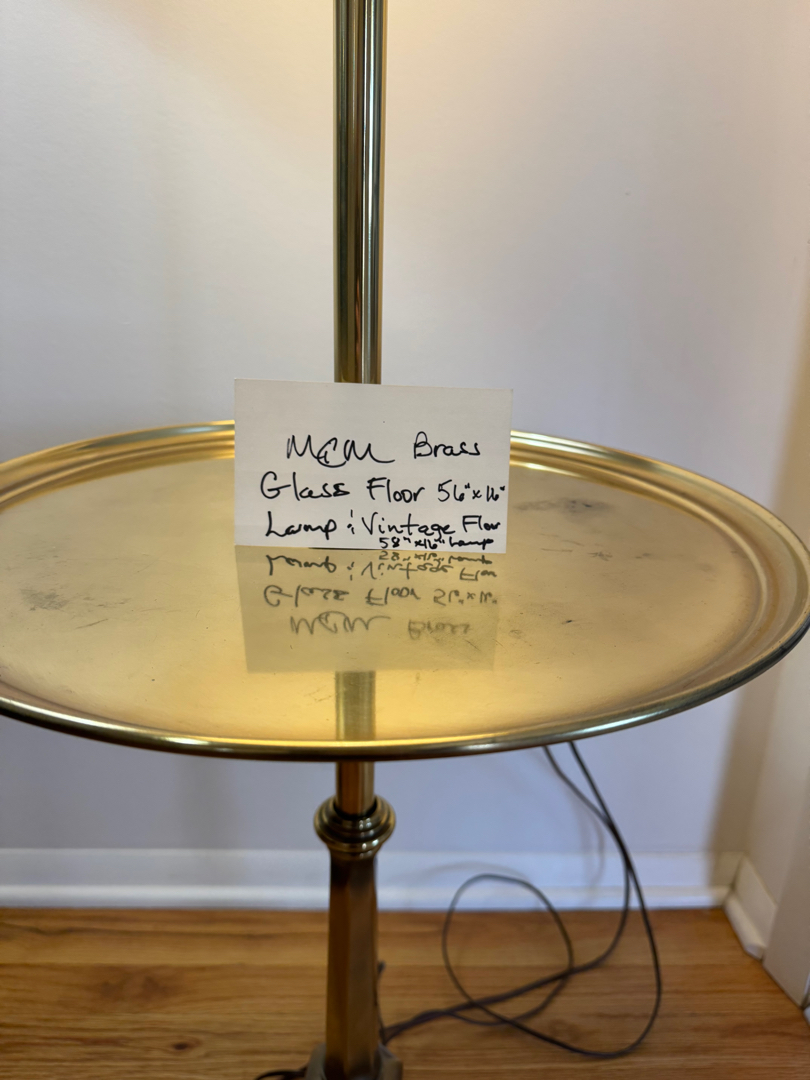 MCM Brass
Glass Floor 56"x16"
Lamp & Vintage Floor
58"x16" Lamp